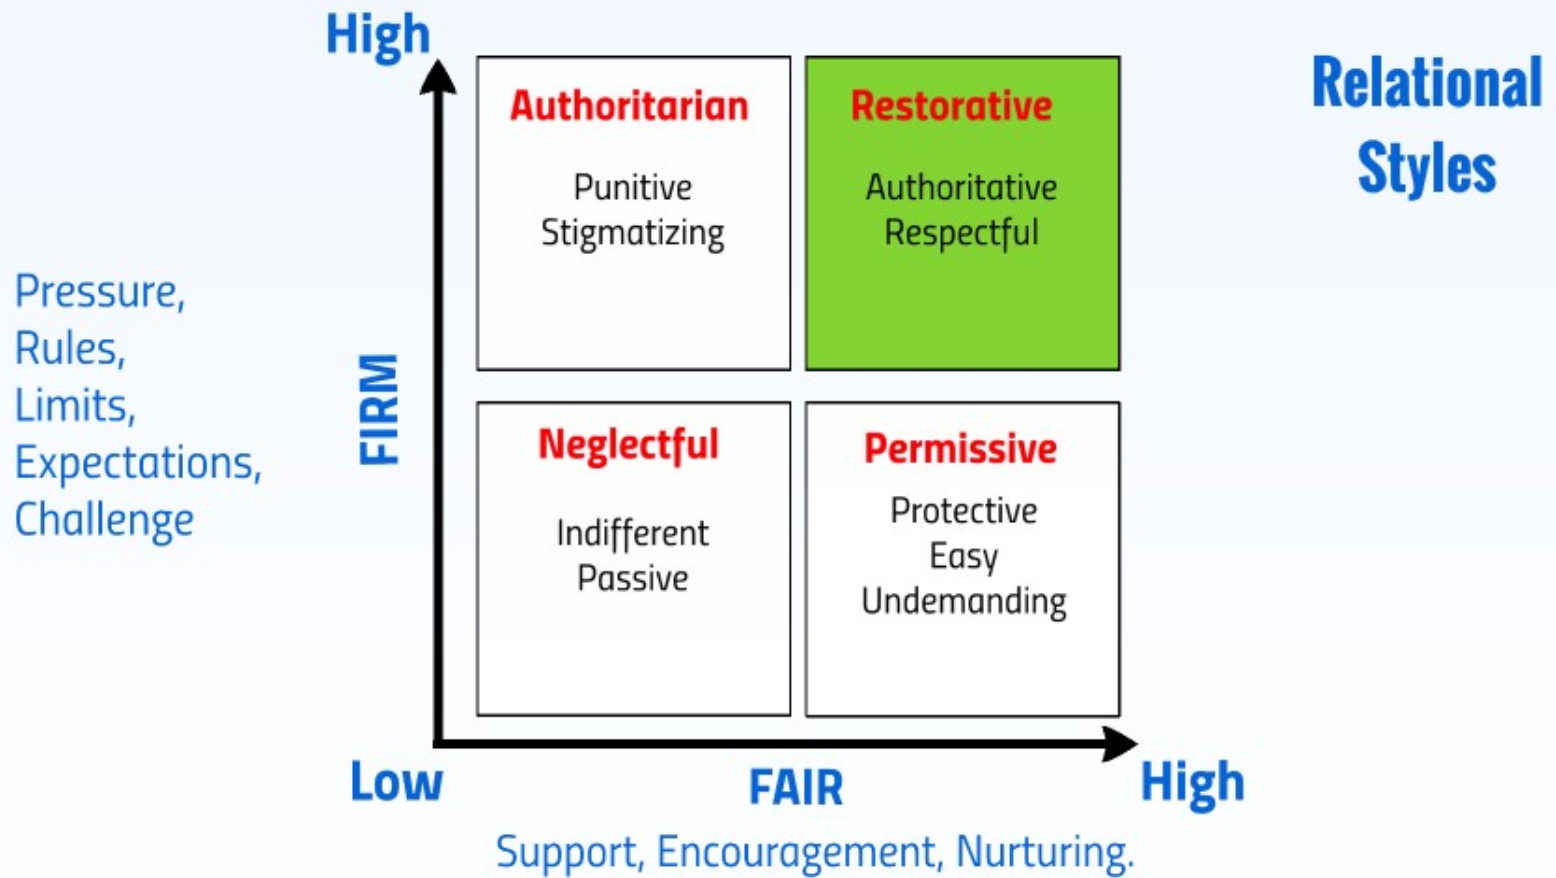 High
Relational
Styles
Authoritarian
Punitive
Stigmatizing
Restorative
Authoritative
Respectful
Pressure,
Rules,
Limits,
Expectations,
Challenge
FIRM
Neglectful
Indifferent
Passive
Permissive
Protective
Easy
Undemanding
Low
FAIR
High
Support, Encouragement, Nurturing.